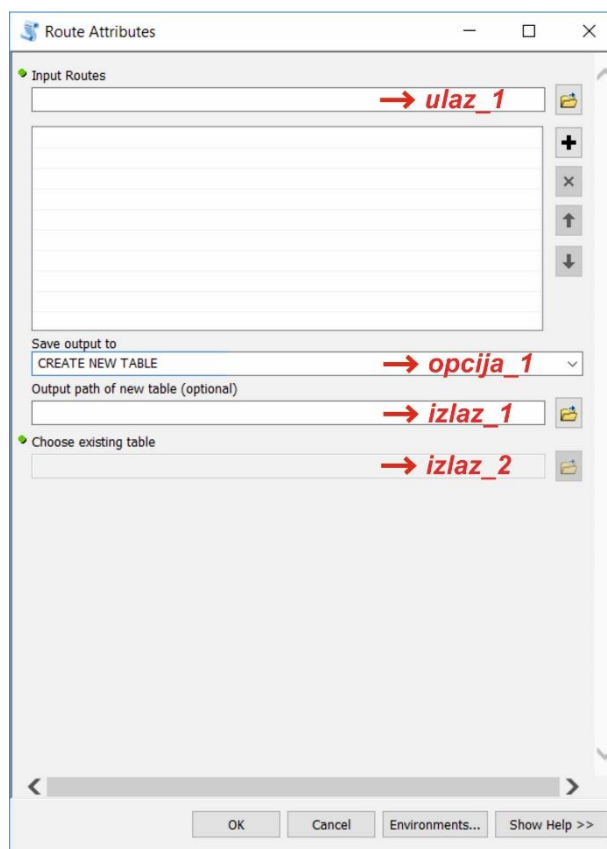 Route Attributes
Input Routes
→ ulaz_1
Save output to
CREATE NEW TABLE → opcija_1
Output path of new table (optional)
→ izlaz_1
Choose existing table
→ izlaz_2
OK Cancel Environments... Show Help >>